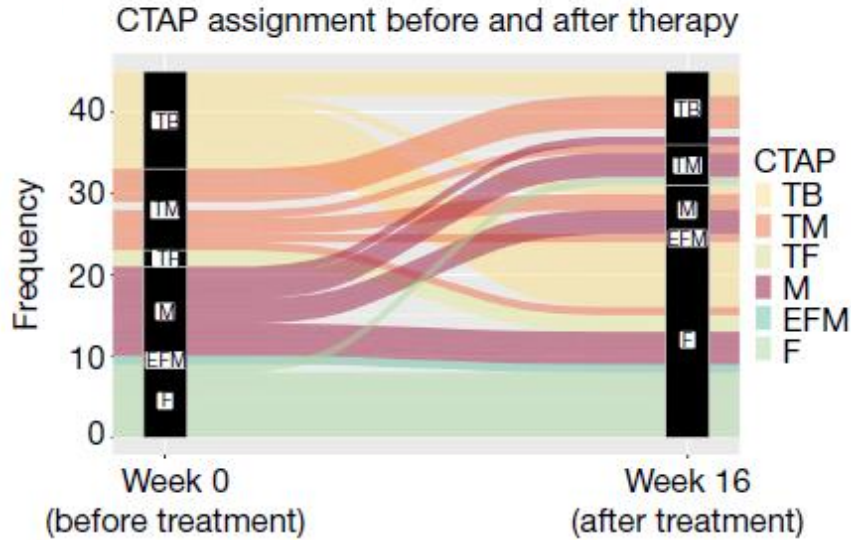 CTAP assignment before and after therapy
Frequency
40
30
20
10
0
TB
TM
TF
M
EFM
F
TB
TM
M
EFM
F
Week 0
(before treatment)
Week 16
(after treatment)
CTAP
TB
TM
TF
M
EFM
F